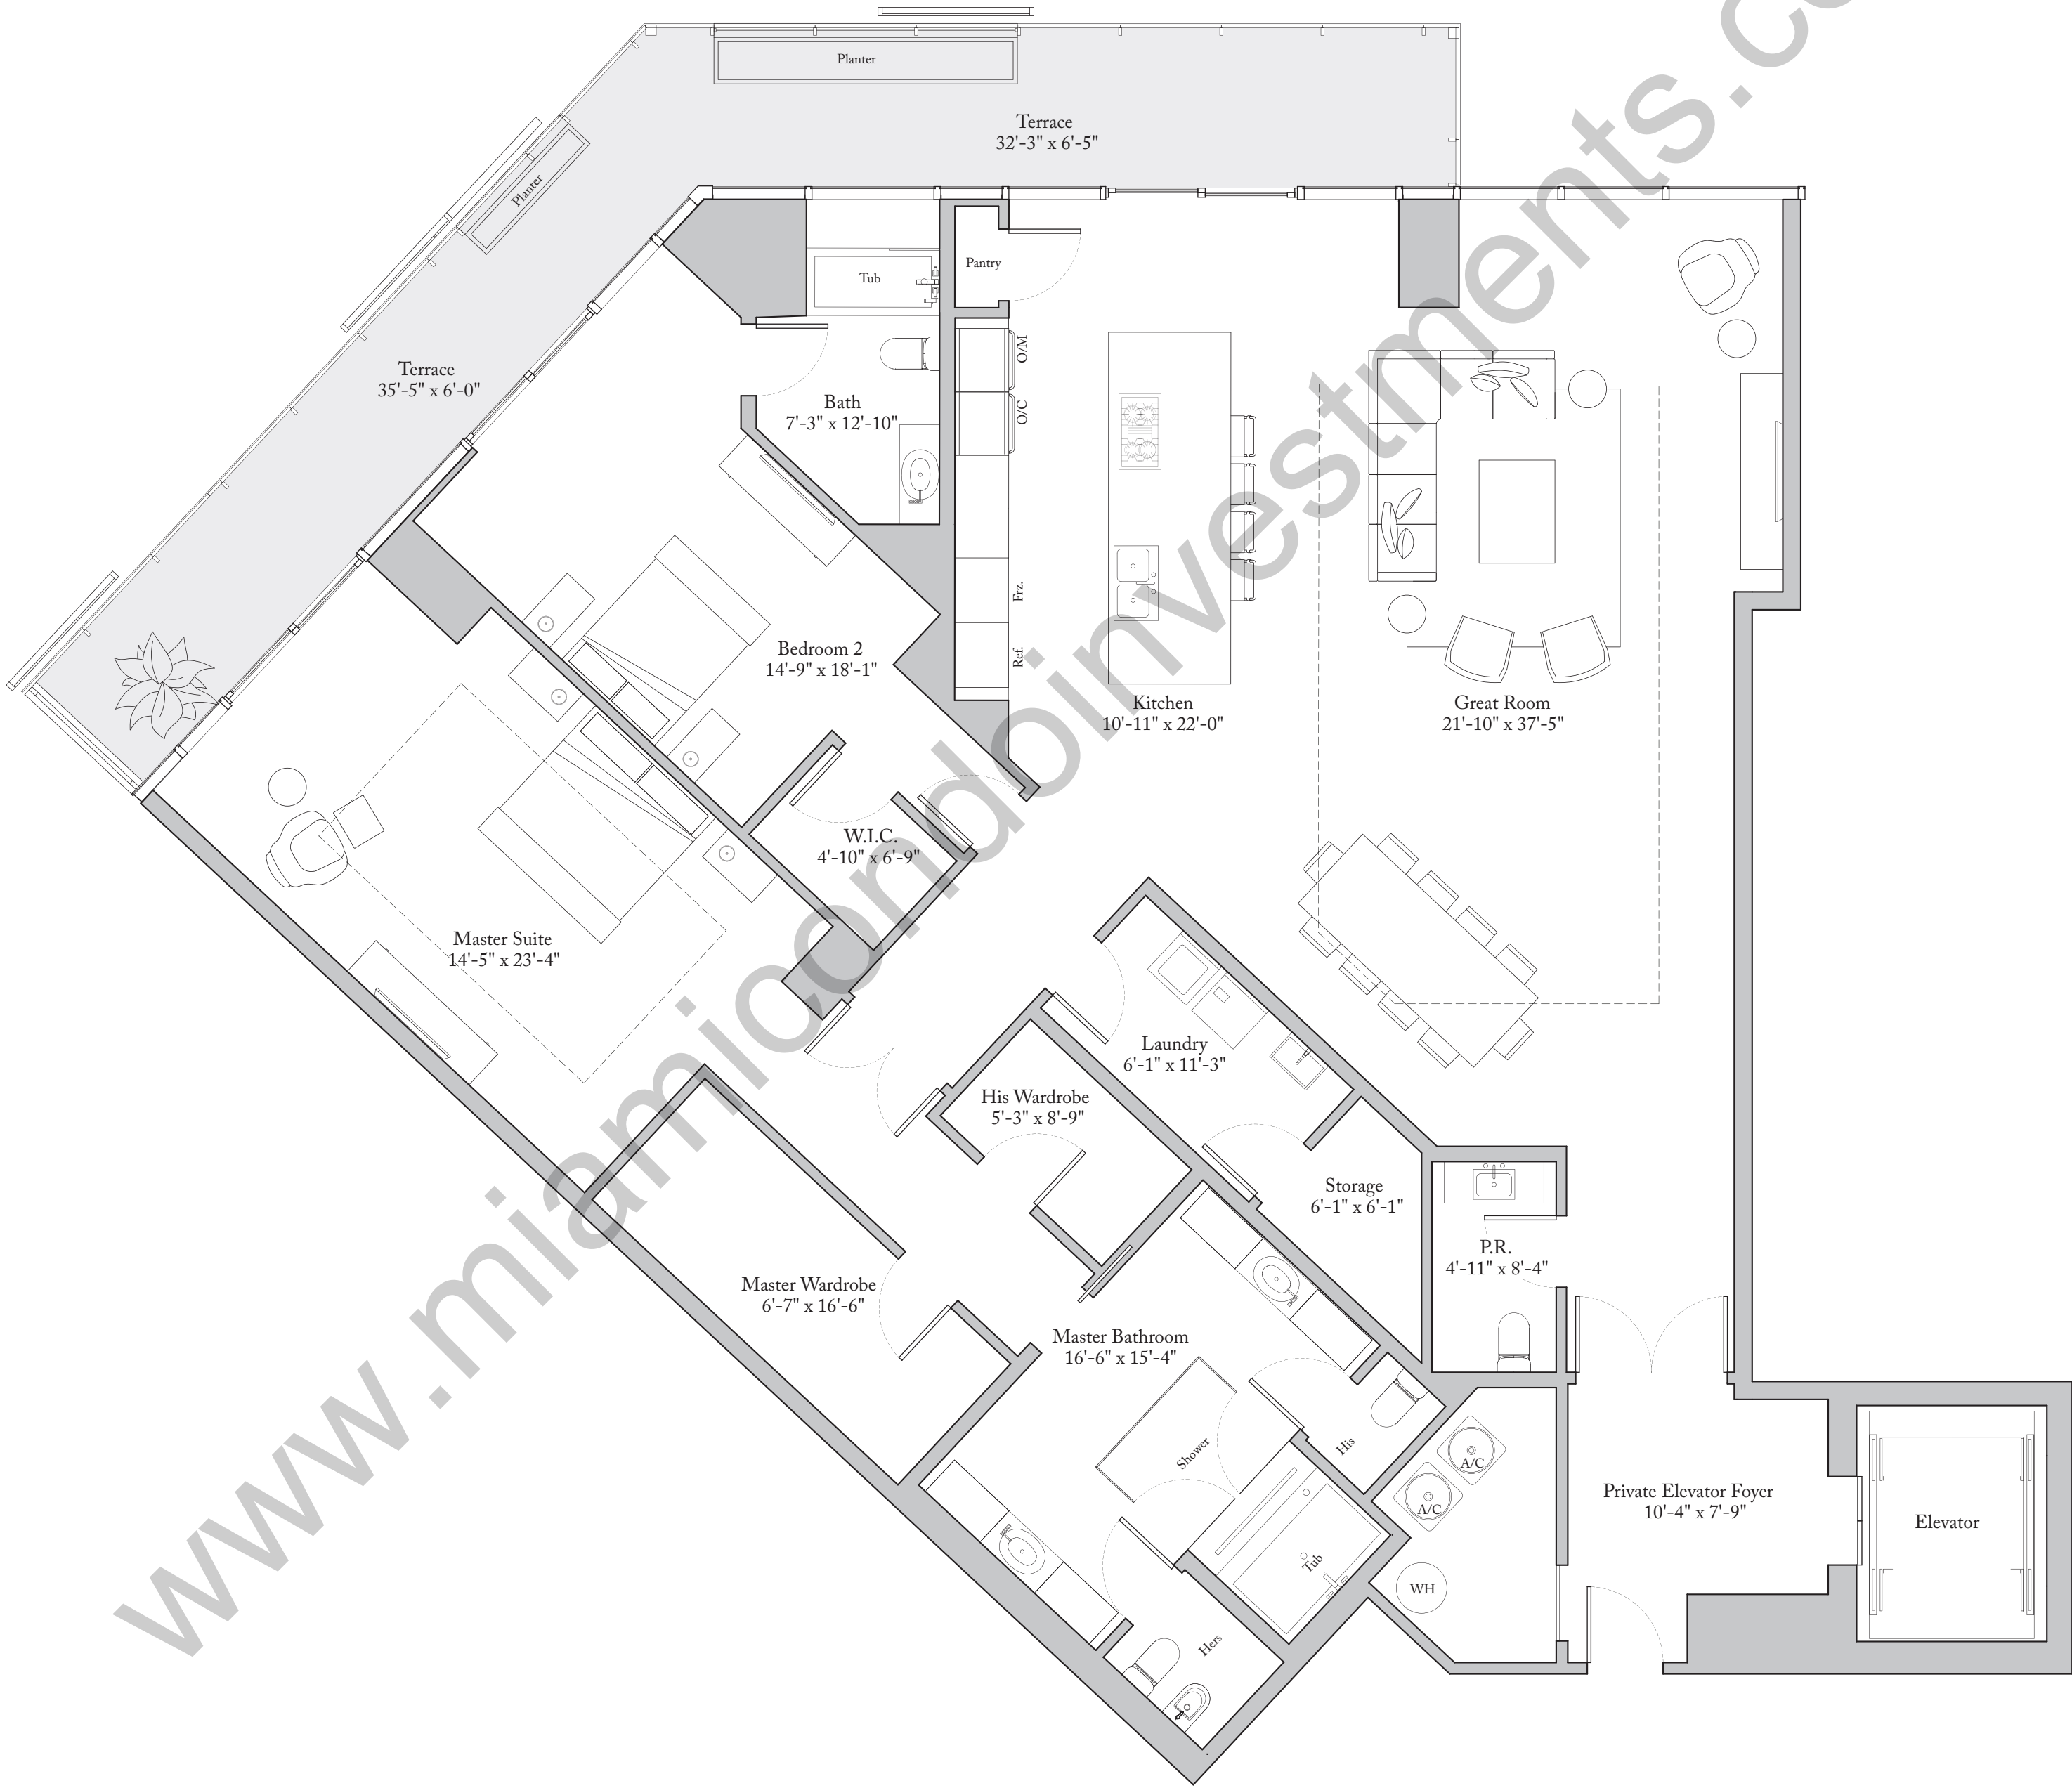 Planter
Terrace
32'-3" x 6'-5"
Planter
Terrace
35'-5" x 6'-0"
Tub
Pantry
Bath
7'-3" x 12'-10"
O/M
O/C
Frz.
Ref.
Bedroom 2
14'-9" x 18'-1"
Kitchen
10'-11" x 22'-0"
Great Room
21'-10" x 37'-5"
W.I.C.
4'-10" x 6'-9"
Master Suite
14'-5" x 23'-4"
Laundry
6'-1" x 11'-3"
His Wardrobe
5'-3" x 8'-9"
Storage
6'-1" x 6'-1"
P.R.
4'-11" x 8'-4"
Master Wardrobe
6'-7" x 16'-6"
Master Bathroom
16'-6" x 15'-4"
Shower
His
A/C
A/C
Private Elevator Foyer
10'-4" x 7'-9"
Elevator
Tub
WH
Hers
www.miamicondoinvestments.co